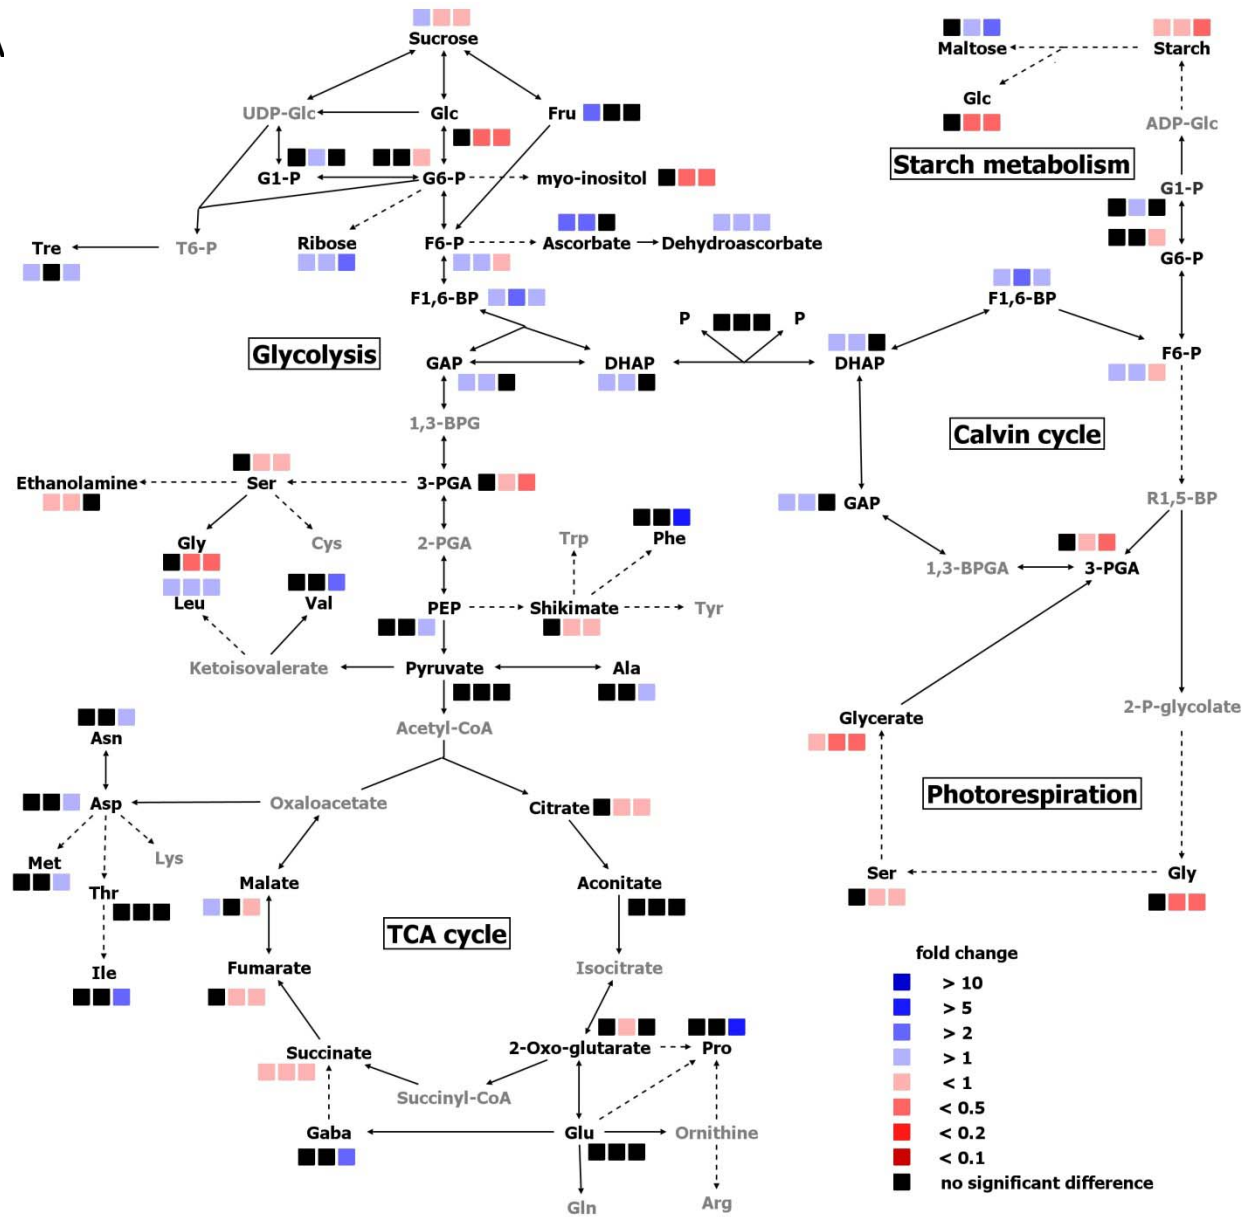 A
Sucrose
Maltose
Starch
Glc
UDP-Glc
Glc
Fru
ADP-Glc
Starch metabolism
G1-P
G6-P
myo-inositol
G1-P
Tre
T6-P
Ribose
F6-P
Ascorbate
Dehydroascorbate
G6-P
F1,6-BP
F1,6-BP
P
P
Glycolysis
GAP
DHAP
DHAP
F6-P
1,3-BPG
Calvin cycle
Ethanolamine
Ser
3-PGA
GAP
R1,5-BP
Gly
Cys
2-PGA
Trp
Phe
1,3-BPGA
3-PGA
Leu
Val
PEP
Shikimate
Tyr
Ketoisovalerate
Pyruvate
Ala
Acetyl-CoA
2-P-glycolate
Glycerate
Asn
Asp
Oxaloacetate
Citrate
Photorespiration
Met
Lys
Thr
Malate
Aconitate
Ser
Gly
TCA cycle
Ile
Fumarate
Isocitrate
fold change
> 10
> 5
> 2
> 1
< 1
< 0.5
< 0.2
< 0.1
no significant difference
Succinate
2-Oxo-glutarate
Pro
Succinyl-CoA
Gaba
Glu
Ornithine
Gln
Arg